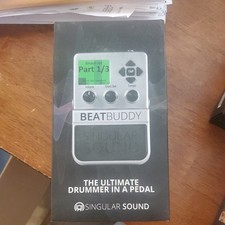 Part 1/3
BEATBUDDY
THE ULTIMATE
DRUMMER IN A PEDAL
SINGULAR SOUND